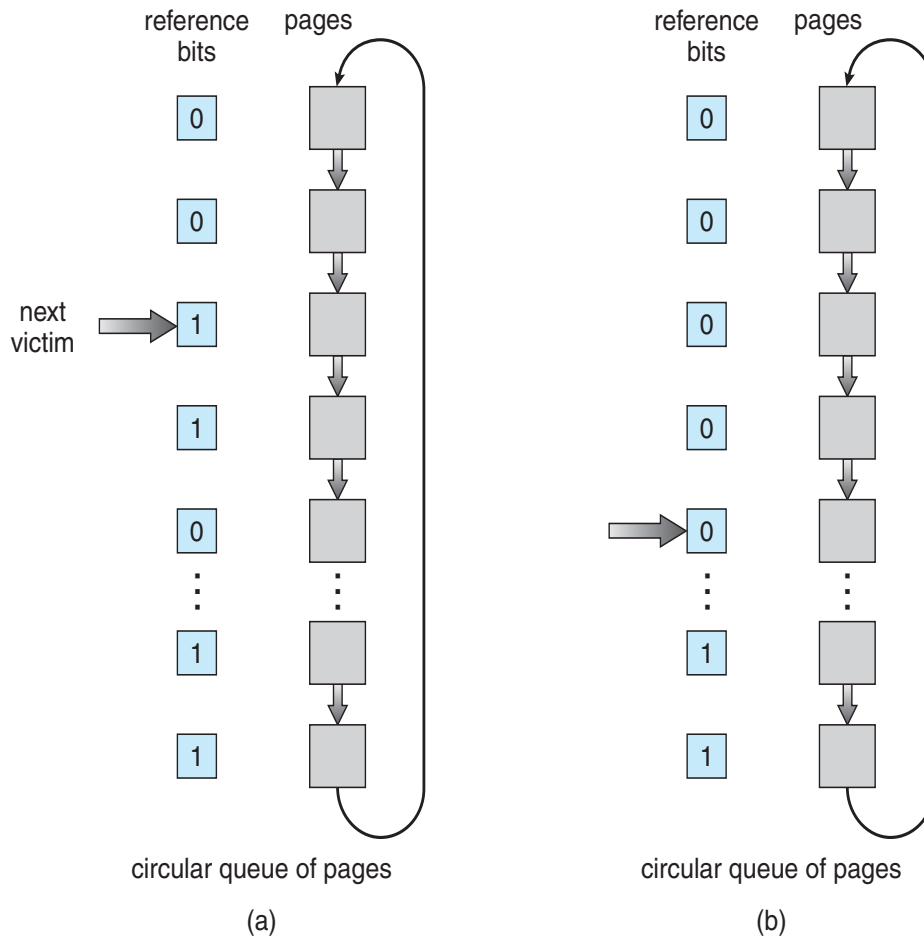 reference
bits
pages
0
0
next
victim
1
1
0
1
1
circular queue of pages
(a)
reference
bits
pages
0
0
0
0
0
1
1
circular queue of pages
(b)